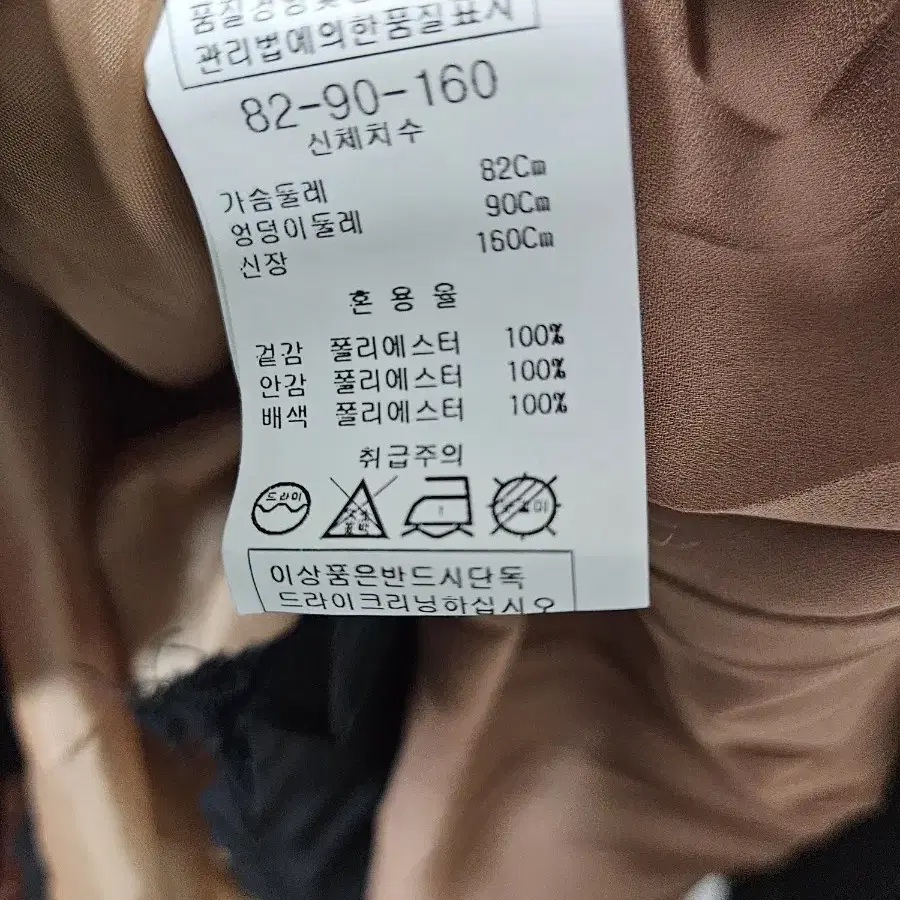 관리법에의한품질표시
82-90-160
신체치수
가슴둘레 82Cm
엉덩이둘레 90Cm
신장 160Cm
혼 용 율
겉감 폴리에스터 100%
안감 폴리에스터 100%
배색 폴리에스터 100%
취급주의
드라이
이상품은반드시단독
드라이크리닝하십시오